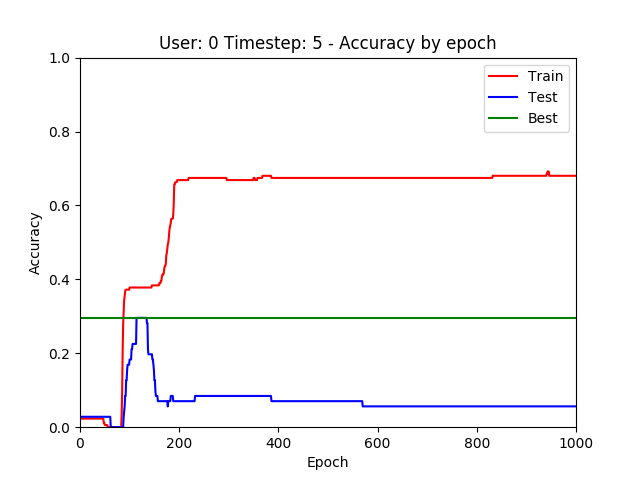 User: 0 Timestep: 5 - Accuracy by epoch
1.0
0.8
0.6
0.4
0.2
0.0
Accuracy
Train
Test
Best
0 200 400 600 800 1000
Epoch